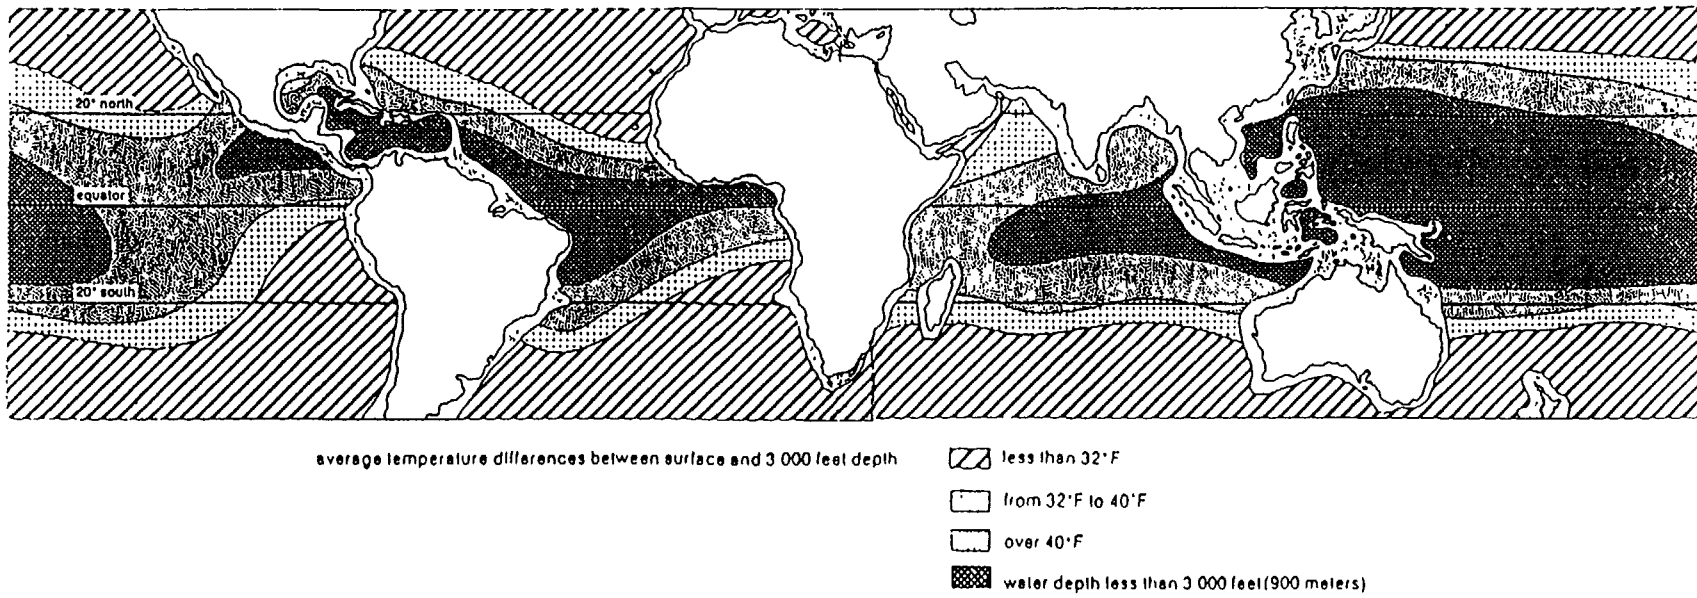 20° north
equator
20° south
average temperature differences between surface and 3 000 feet depth
less than 32°F
from 32°F to 40°F
over 40°F
water depth less than 3 000 feet (900 meters)